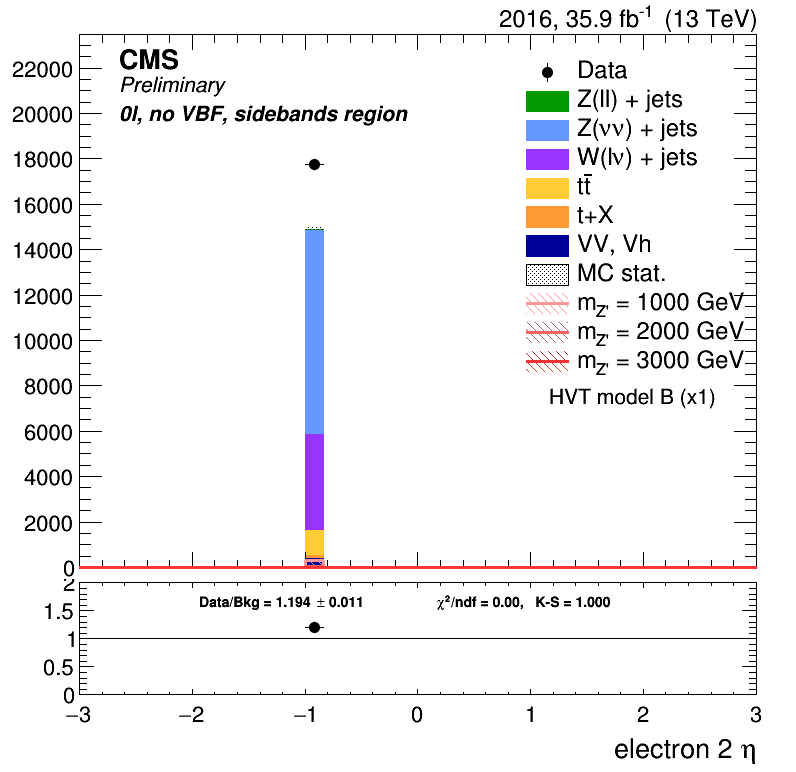 2016, 35.9 fb⁻¹ (13 TeV)
CMS
Preliminary
0l, no VBF, sidebands region
Data
Z(ll) + jets
Z(νν) + jets
W(lν) + jets
tt̄
t+X
VV, Vh
MC stat.
m_Z' = 1000 GeV
m_Z' = 2000 GeV
m_Z' = 3000 GeV
HVT model B (x1)
22000
20000
18000
16000
14000
12000
10000
8000
6000
4000
2000
0
2
Data/Bkg = 1.194 ± 0.011 χ²/ndf = 0.00, K-S = 1.000
1.5
1
0.5
0
−3 −2 −1 0 1 2 3
electron 2 η